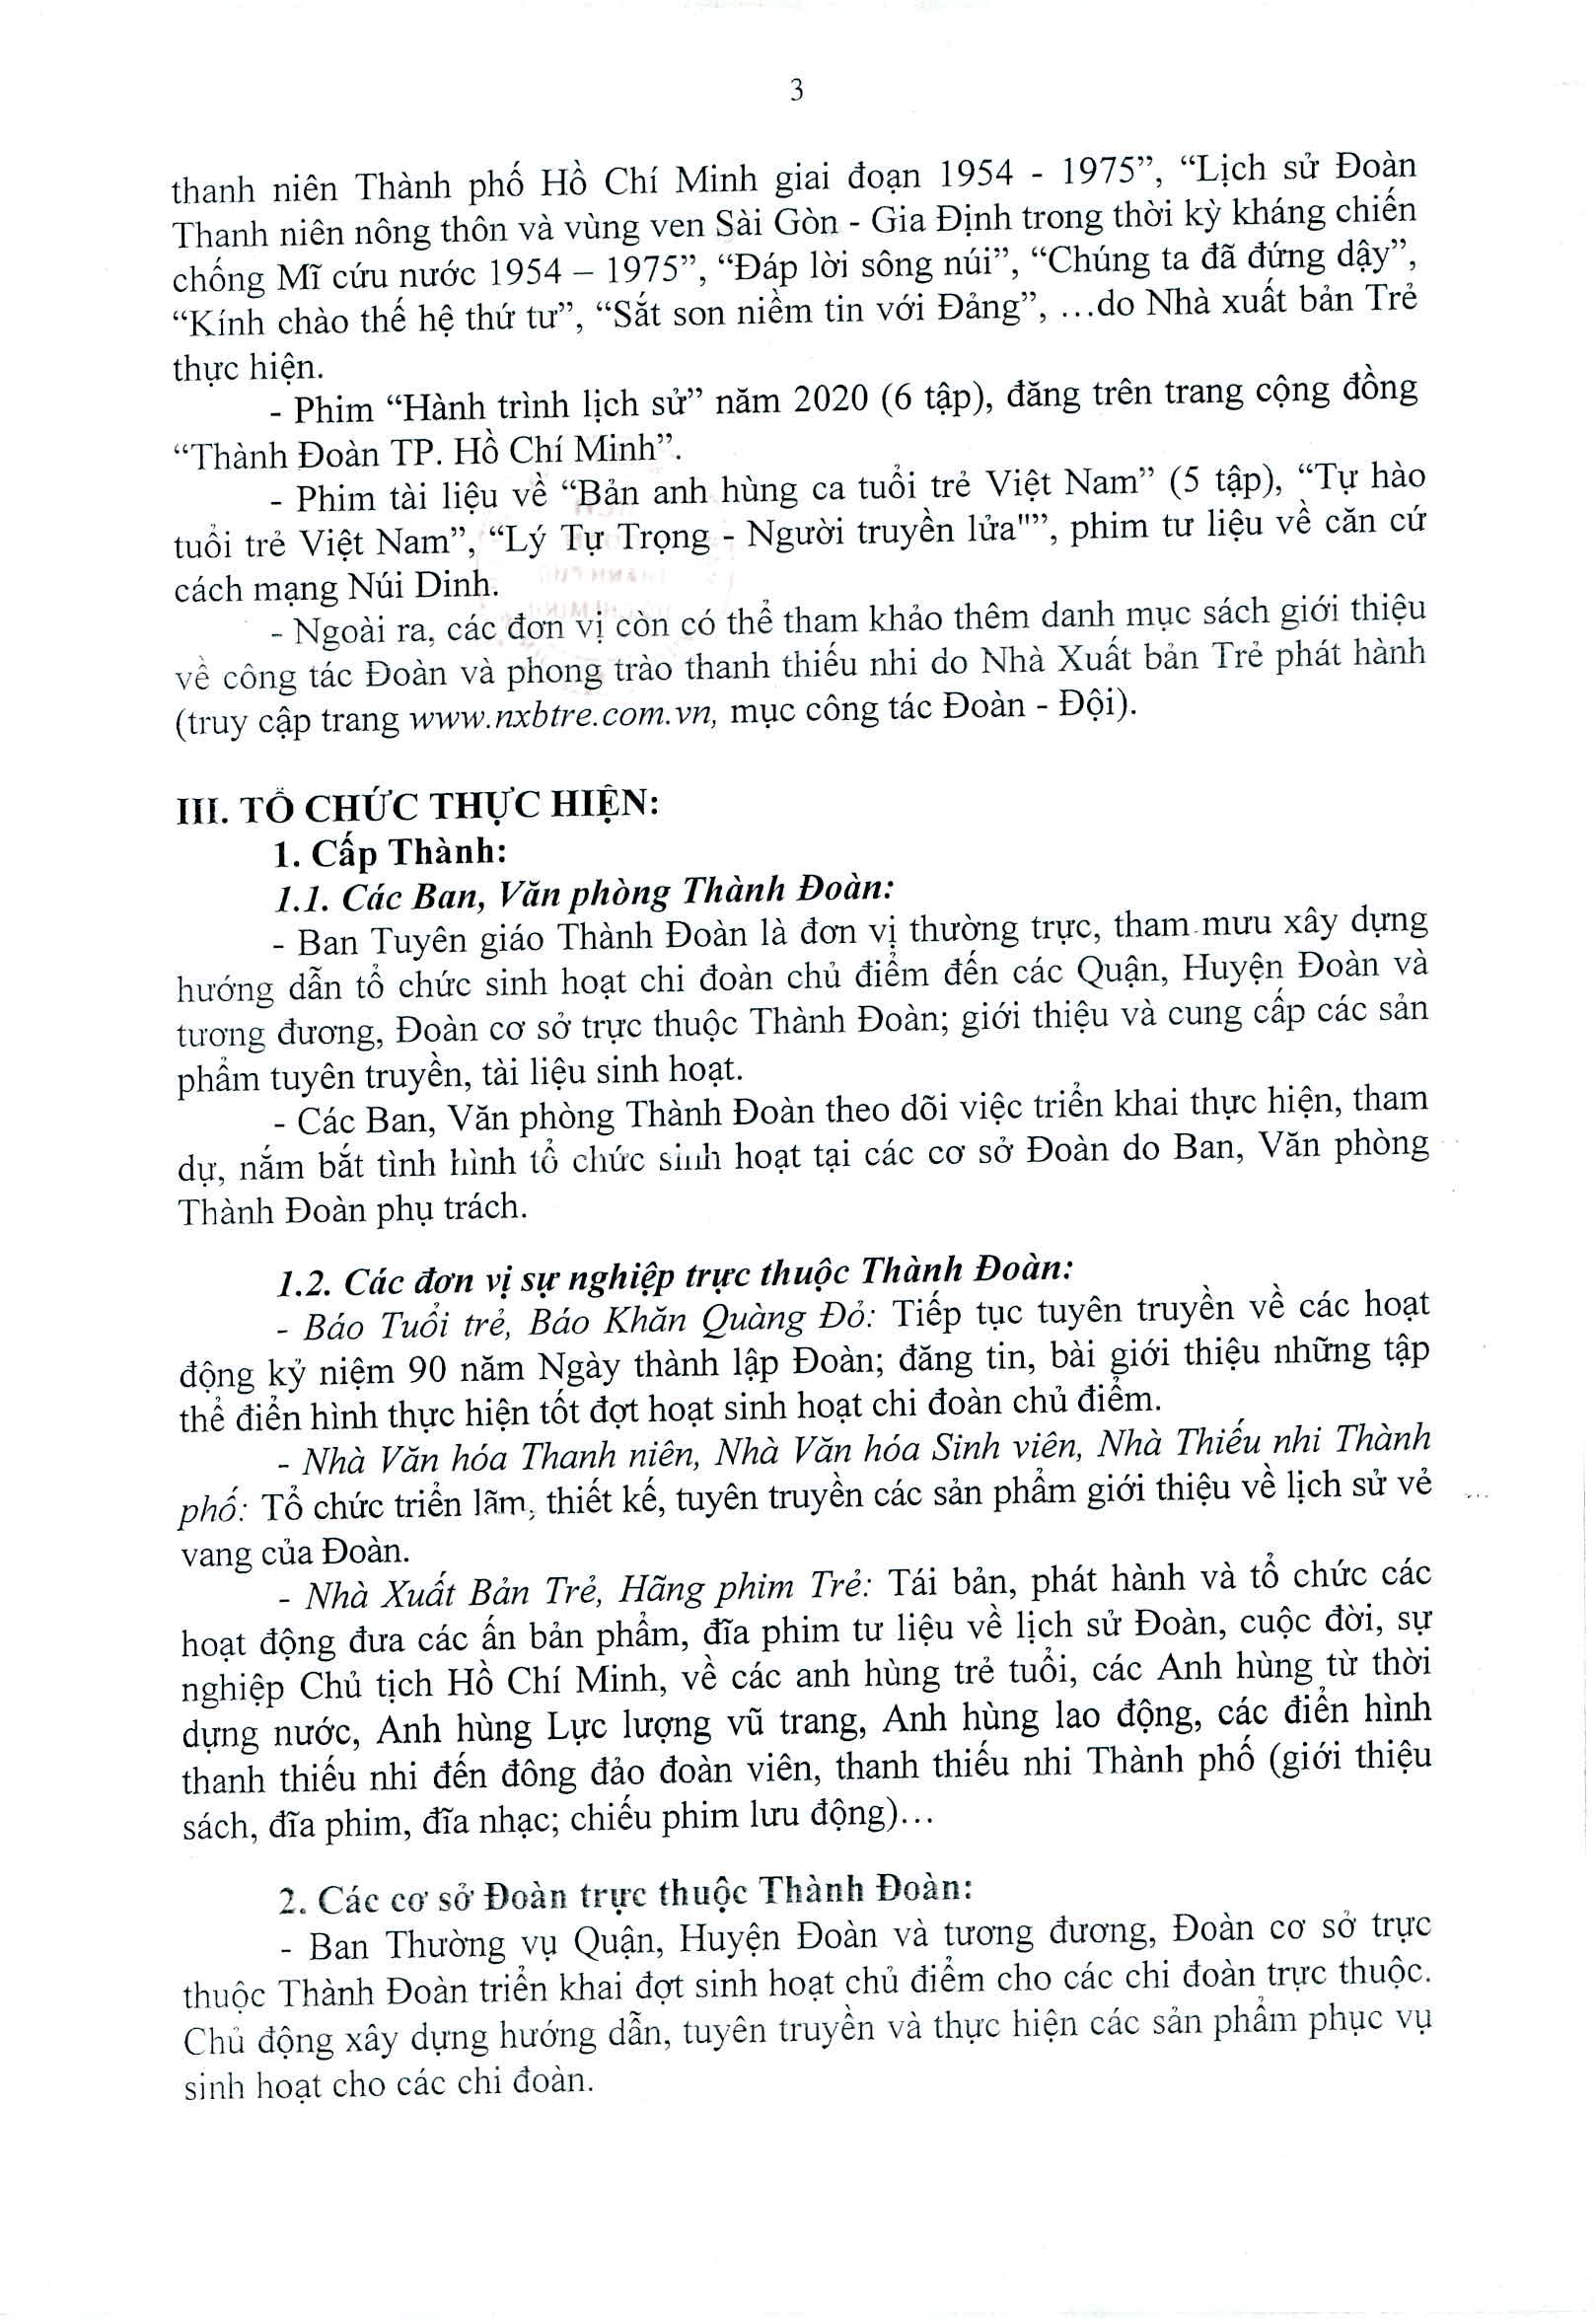 3
thanh niên Thành phố Hồ Chí Minh giai đoạn 1954 - 1975”, “Lịch sử Đoàn
Thanh niên nông thôn và vùng ven Sài Gòn - Gia Định trong thời kỳ kháng chiến
chống Mĩ cứu nước 1954 – 1975”, “Đáp lời sông núi”, “Chúng ta đã đứng dậy”,
“Kính chào thế hệ thứ tư”, “Sắt son niềm tin với Đảng”, …do Nhà xuất bản Trẻ
thực hiện.
- Phim “Hành trình lịch sử” năm 2020 (6 tập), đăng trên trang cộng đồng
“Thành Đoàn TP. Hồ Chí Minh”.
- Phim tài liệu về “Bản anh hùng ca tuổi trẻ Việt Nam” (5 tập), “Tự hào
tuổi trẻ Việt Nam”, “Lý Tự Trọng - Người truyền lửa"”, phim tư liệu về căn cứ
cách mạng Núi Dinh.
- Ngoài ra, các đơn vị còn có thể tham khảo thêm danh mục sách giới thiệu
về công tác Đoàn và phong trào thanh thiếu nhi do Nhà Xuất bản Trẻ phát hành
(truy cập trang www.nxbtre.com.vn, mục công tác Đoàn - Đội).
III. TỔ CHỨC THỰC HIỆN:
1. Cấp Thành:
1.1. Các Ban, Văn phòng Thành Đoàn:
- Ban Tuyên giáo Thành Đoàn là đơn vị thường trực, tham mưu xây dựng
hướng dẫn tổ chức sinh hoạt chi đoàn chủ điểm đến các Quận, Huyện Đoàn và
tương đương, Đoàn cơ sở trực thuộc Thành Đoàn; giới thiệu và cung cấp các sản
phẩm tuyên truyền, tài liệu sinh hoạt.
- Các Ban, Văn phòng Thành Đoàn theo dõi việc triển khai thực hiện, tham
dự, nắm bắt tình hình tổ chức sinh hoạt tại các cơ sở Đoàn do Ban, Văn phòng
Thành Đoàn phụ trách.
1.2. Các đơn vị sự nghiệp trực thuộc Thành Đoàn:
- Báo Tuổi trẻ, Báo Khăn Quàng Đỏ: Tiếp tục tuyên truyền về các hoạt
động kỷ niệm 90 năm Ngày thành lập Đoàn; đăng tin, bài giới thiệu những tập
thể điển hình thực hiện tốt đợt hoạt sinh hoạt chi đoàn chủ điểm.
- Nhà Văn hóa Thanh niên, Nhà Văn hóa Sinh viên, Nhà Thiếu nhi Thành
phố: Tổ chức triển lãm, thiết kế, tuyên truyền các sản phẩm giới thiệu về lịch sử vẻ
vang của Đoàn.
- Nhà Xuất Bản Trẻ, Hãng phim Trẻ: Tái bản, phát hành và tổ chức các
hoạt động đưa các ấn bản phẩm, đĩa phim tư liệu về lịch sử Đoàn, cuộc đời, sự
nghiệp Chủ tịch Hồ Chí Minh, về các anh hùng trẻ tuổi, các Anh hùng từ thời
dựng nước, Anh hùng Lực lượng vũ trang, Anh hùng lao động, các điển hình
thanh thiếu nhi đến đông đảo đoàn viên, thanh thiếu nhi Thành phố (giới thiệu
sách, đĩa phim, đĩa nhạc; chiếu phim lưu động)…
2. Các cơ sở Đoàn trực thuộc Thành Đoàn:
- Ban Thường vụ Quận, Huyện Đoàn và tương đương, Đoàn cơ sở trực
thuộc Thành Đoàn triển khai đợt sinh hoạt chủ điểm cho các chi đoàn trực thuộc.
Chủ động xây dựng hướng dẫn, tuyên truyền và thực hiện các sản phẩm phục vụ
sinh hoạt cho các chi đoàn.